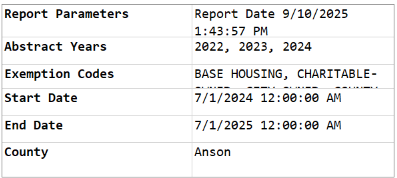 Report Parameters Report Date 9/10/2025
1:43:57 PM
Abstract Years 2022, 2023, 2024
Exemption Codes BASE HOUSING, CHARITABLE-
Start Date 7/1/2024 12:00:00 AM
End Date 7/1/2025 12:00:00 AM
County Anson